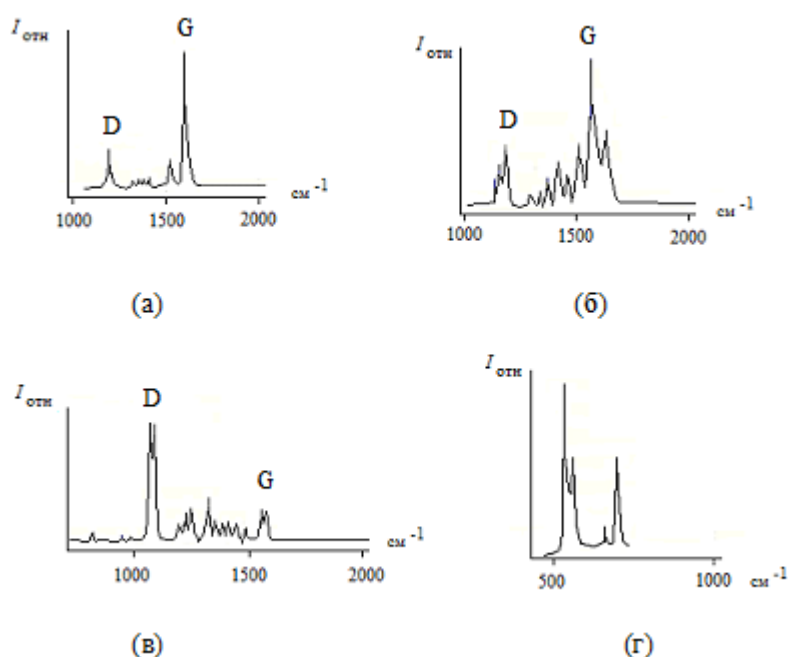 I отн
G
D
1000 1500 2000 см -1
(а)
I отн
G
D
1000 1500 2000 см -1
(б)
I отн
D
G
1000 1500 2000 см -1
(в)
I отн
500 1000 см -1
(г)